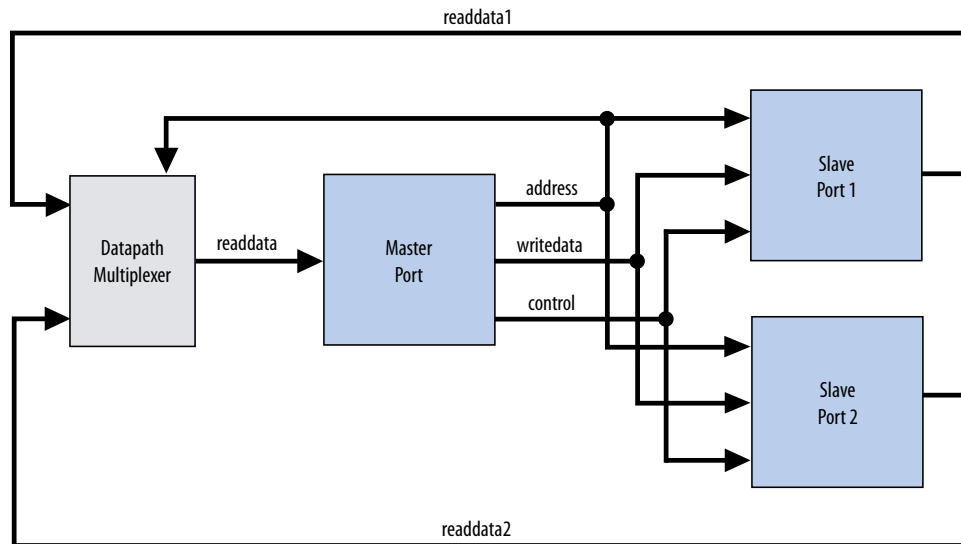 readdata1
Slave
Port 1
address
Datapath
Multiplexer
readdata
Master
Port
writedata
control
Slave
Port 2
readdata2